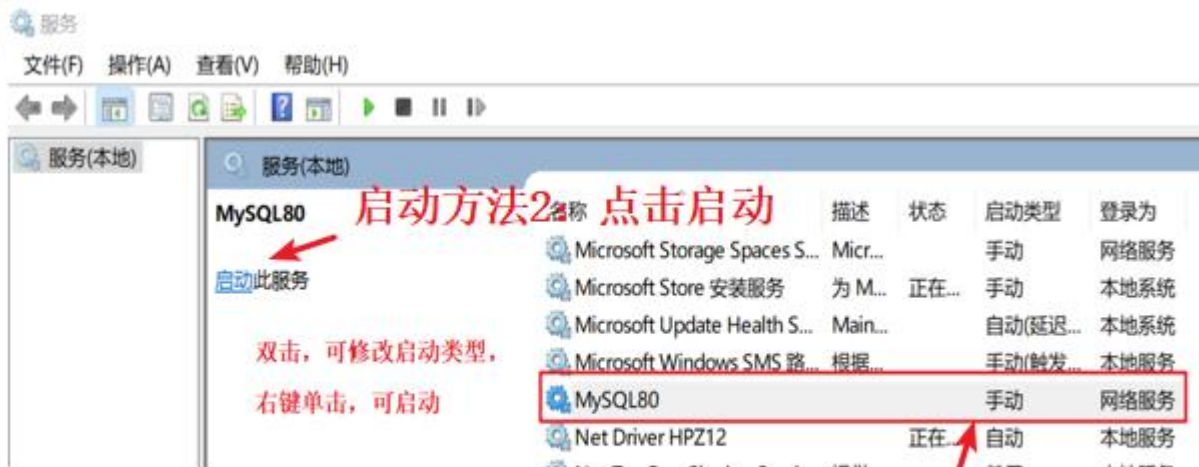 服务
文件(F) 操作(A) 查看(V) 帮助(H)
服务(本地)
服务(本地)
启动方法2：点击启动
MySQL80
启动此服务
双击，可修改启动类型，
右键单击，可启动
名称 描述 状态 启动类型 登录为
Microsoft Storage Spaces S... Micr... 手动 网络服务
Microsoft Store 安装服务 为 M... 正在... 手动 本地系统
Microsoft Update Health S... Main... 自动(延迟... 本地系统
Microsoft Windows SMS 路... 根据... 手动(触发... 本地服务
MySQL80 手动 网络服务
Net Driver HPZ12 正在... 自动 本地服务